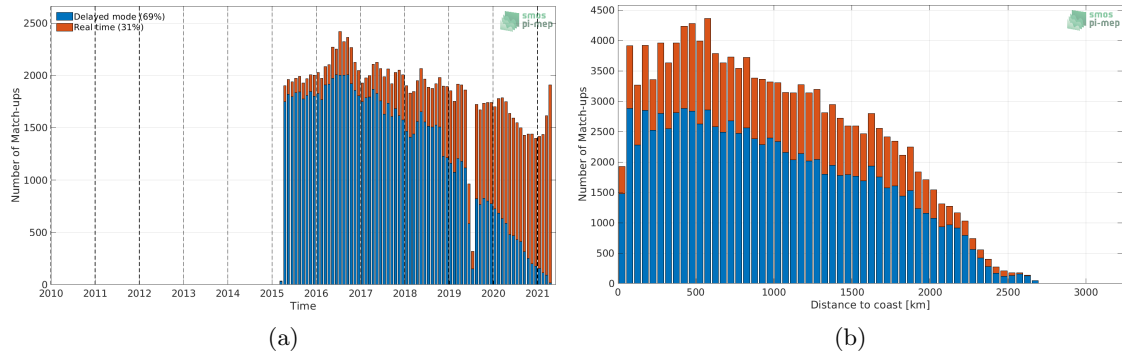 Delayed mode (69%)
Real time (31%)
smos
pi-mep
Number of Match-ups
2500
2000
1500
1000
500
0
2010 2011 2012 2013 2014 2015 2016 2017 2018 2019 2020 2021
Time
(a)
smos
pi-mep
Number of Match-ups
4500
4000
3500
3000
2500
2000
1500
1000
500
0
0 500 1000 1500 2000 2500 3000
Distance to coast [km]
(b)